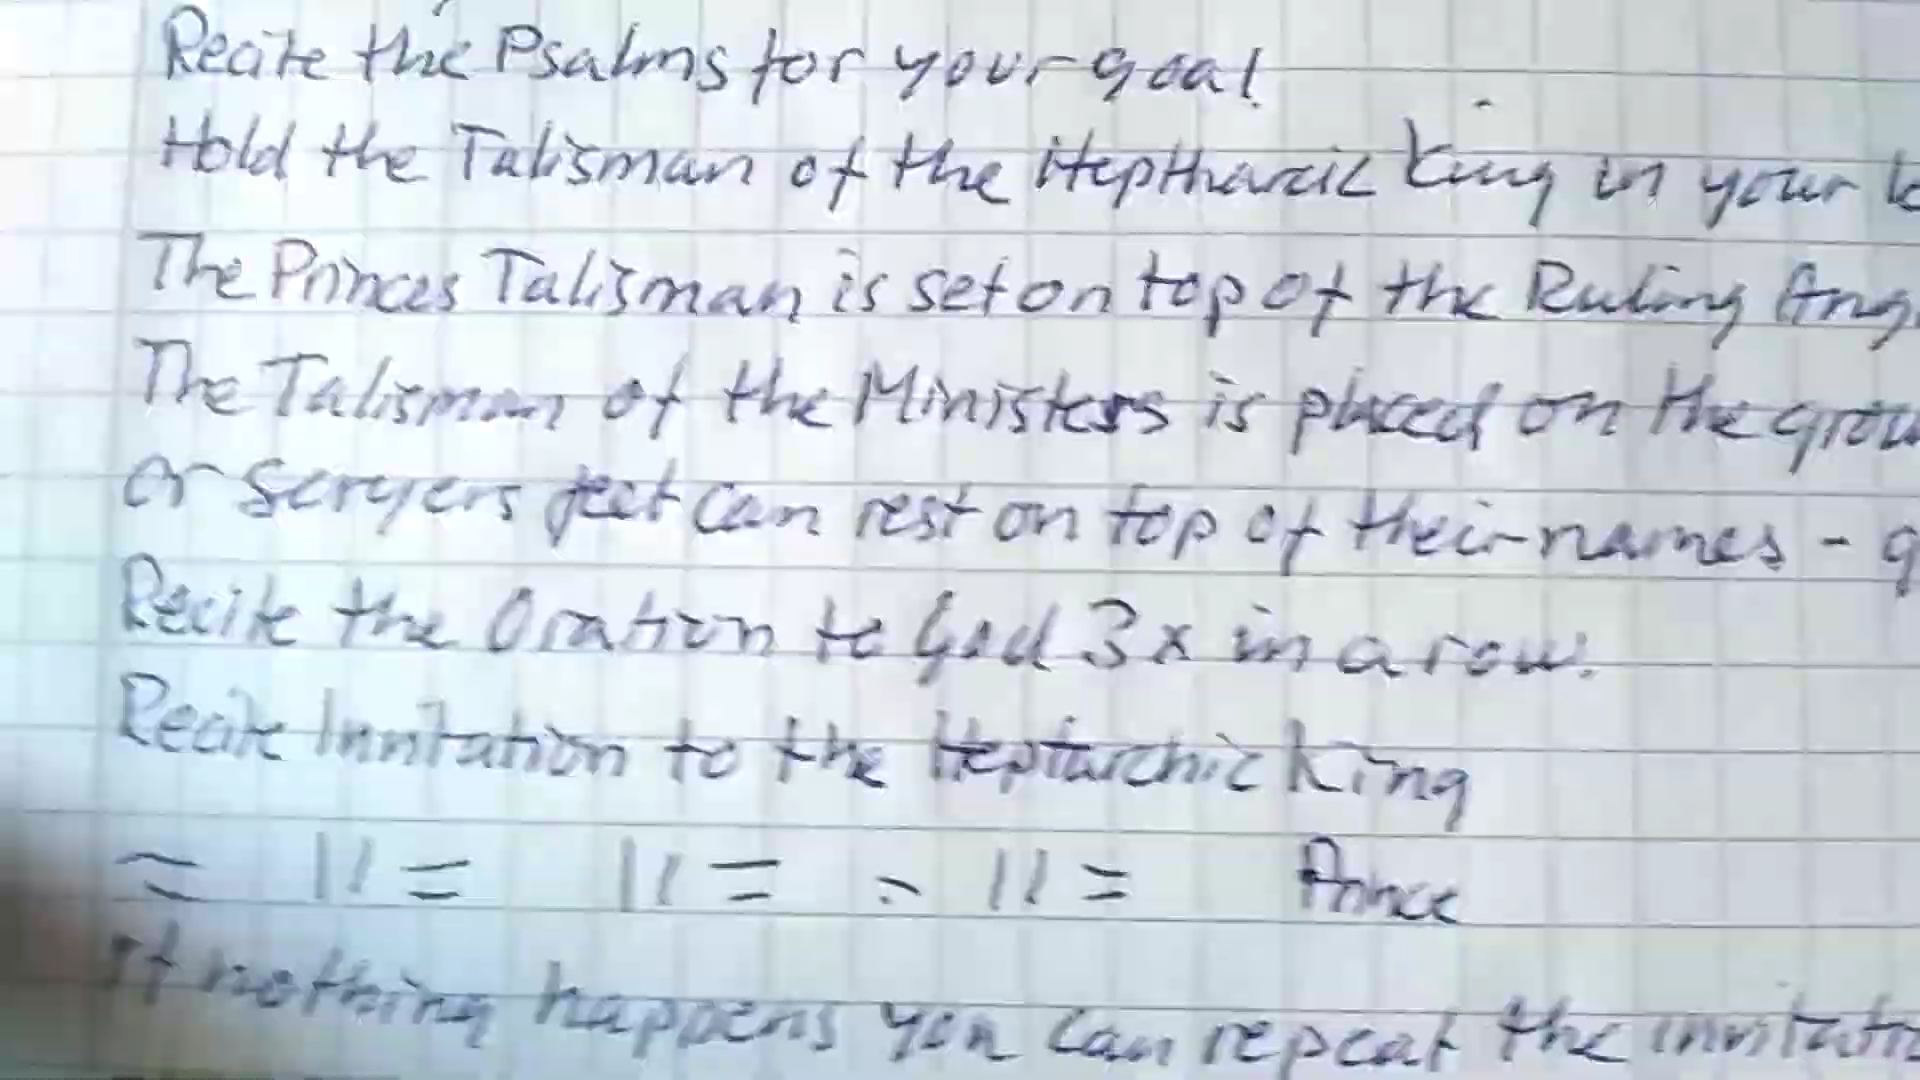 Recite the Psalms for your goal.
Hold the Talisman of the Heptharcic King in your
The Princes Talisman is set on top of the Ruling Ang
The Talisman of the Ministers is placed on the grou
or Scryers feet can rest on top of their names -
Recite the Oration to God 3x in a row.
Recite Invitation to the Heptarchic King
= 11 = 11 = - 11 = Prince
If nothing happens you can repeat the invitatio